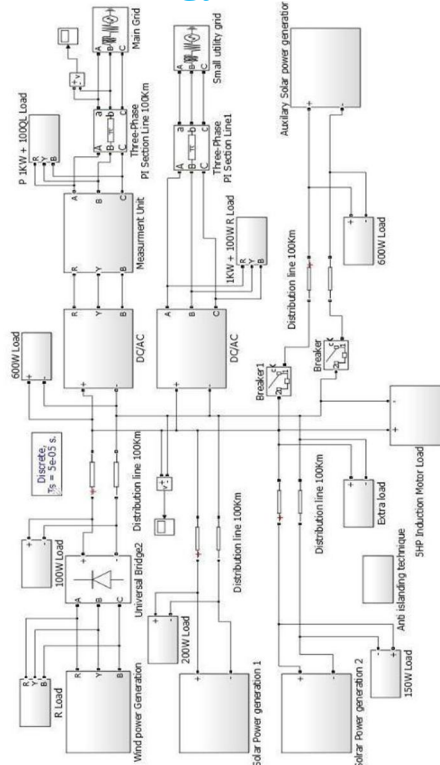 R Load
R
Y
B
Wind power Generation
A
B
C
100W Load
+
-
Universal Bridge2
A
B
C
+
-
Discrete,
Ts = 5e-05 s.
Distribution line 100Km
600W Load
+
-
DC/AC
+
-
R
Y
B
Measurment Unit
R
Y
B
A
B
C
P 1KW + 100QL Load
R
Y
B
Three-Phase
PI Section Line 100Km
A
B
C
a
b
c
+
-
v
Main Grid
A
B
C
Solar Power generation 1
+
-
200W Load
+
-
Distribution line 100Km
+
-
v
DC/AC
+
-
A
B
C
1KW + 100W R Load
R
Y
B
Three-Phase
PI Section Line1
A
B
C
a
b
c
Small utility grid
A
B
C
Solrar Power generation 2
+
-
150W Load
+
-
Distribution line 100Km
Anti islanding technique
Extra load
+
-
5HP Induction Motor Load
+
-
Breaker1
Breaker
Distribution line 100Km
600W Load
+
-
Auxilary Solar power generation
+
-